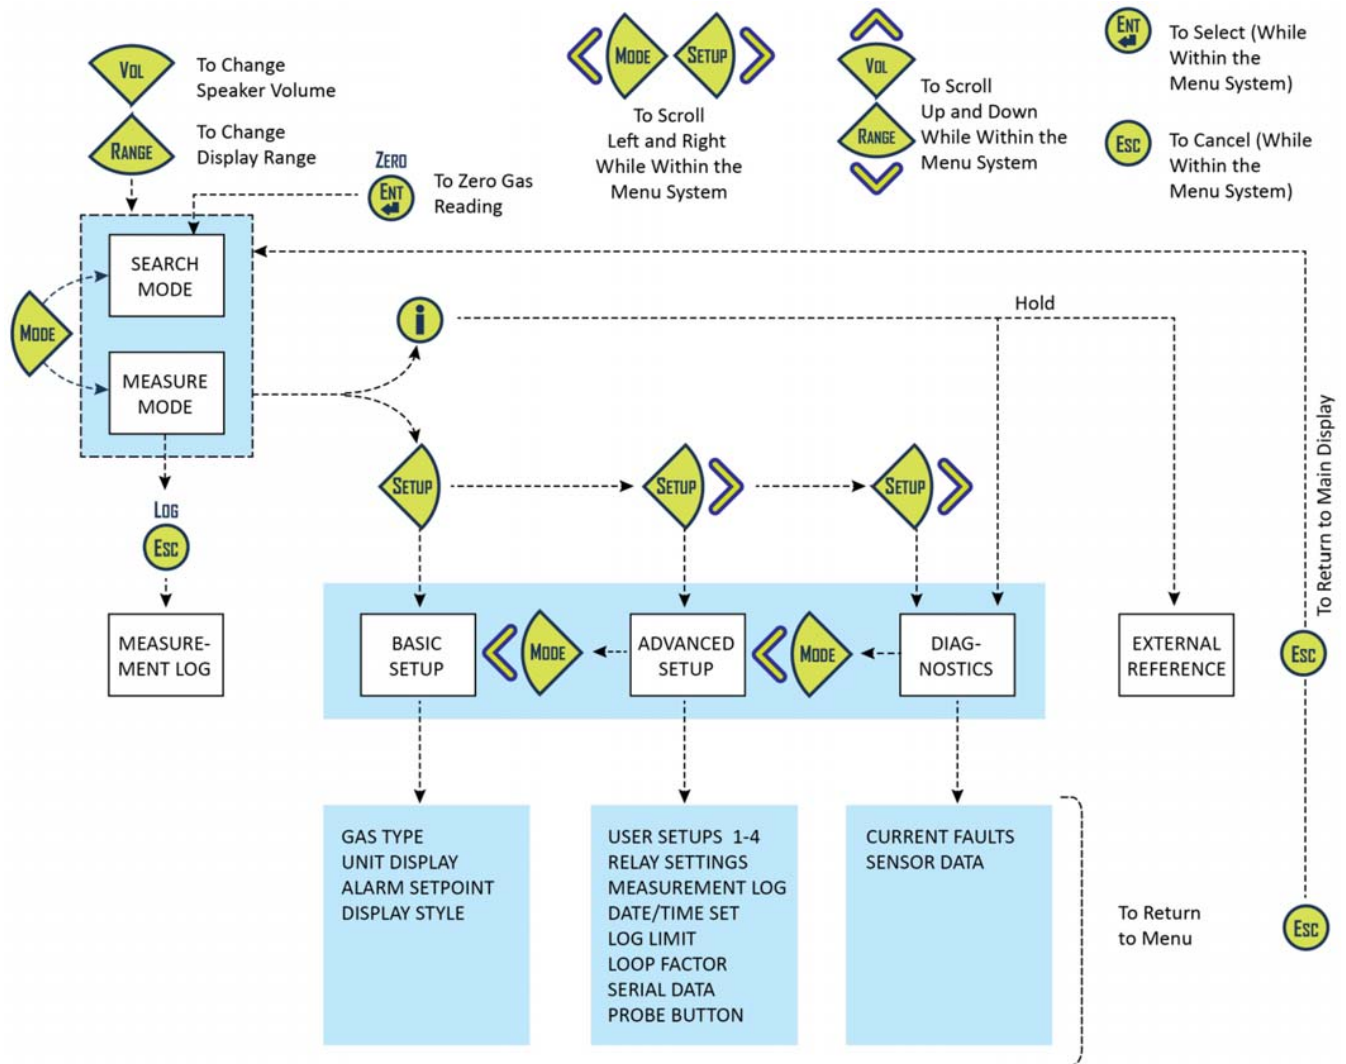 VOL
To Change
Speaker Volume
RANGE
To Change
Display Range
ZERO
ENT
To Zero Gas
Reading
MODE
SETUP
To Scroll
Left and Right
While Within the
Menu System
VOL
RANGE
To Scroll
Up and Down
While Within the
Menu System
ENT
To Select (While
Within the
Menu System)
ESC
To Cancel (While
Within the
Menu System)
SEARCH
MODE
MODE
MEASURE
MODE
i
Hold
To Return to Main Display
SETUP
SETUP
SETUP
LOG
ESC
MEASURE-
MENT LOG
BASIC
SETUP
MODE
ADVANCED
SETUP
MODE
DIAG-
NOSTICS
EXTERNAL
REFERENCE
ESC
GAS TYPE
UNIT DISPLAY
ALARM SETPOINT
DISPLAY STYLE
USER SETUPS 1-4
RELAY SETTINGS
MEASUREMENT LOG
DATE/TIME SET
LOG LIMIT
LOOP FACTOR
SERIAL DATA
PROBE BUTTON
CURRENT FAULTS
SENSOR DATA
To Return
to Menu
ESC